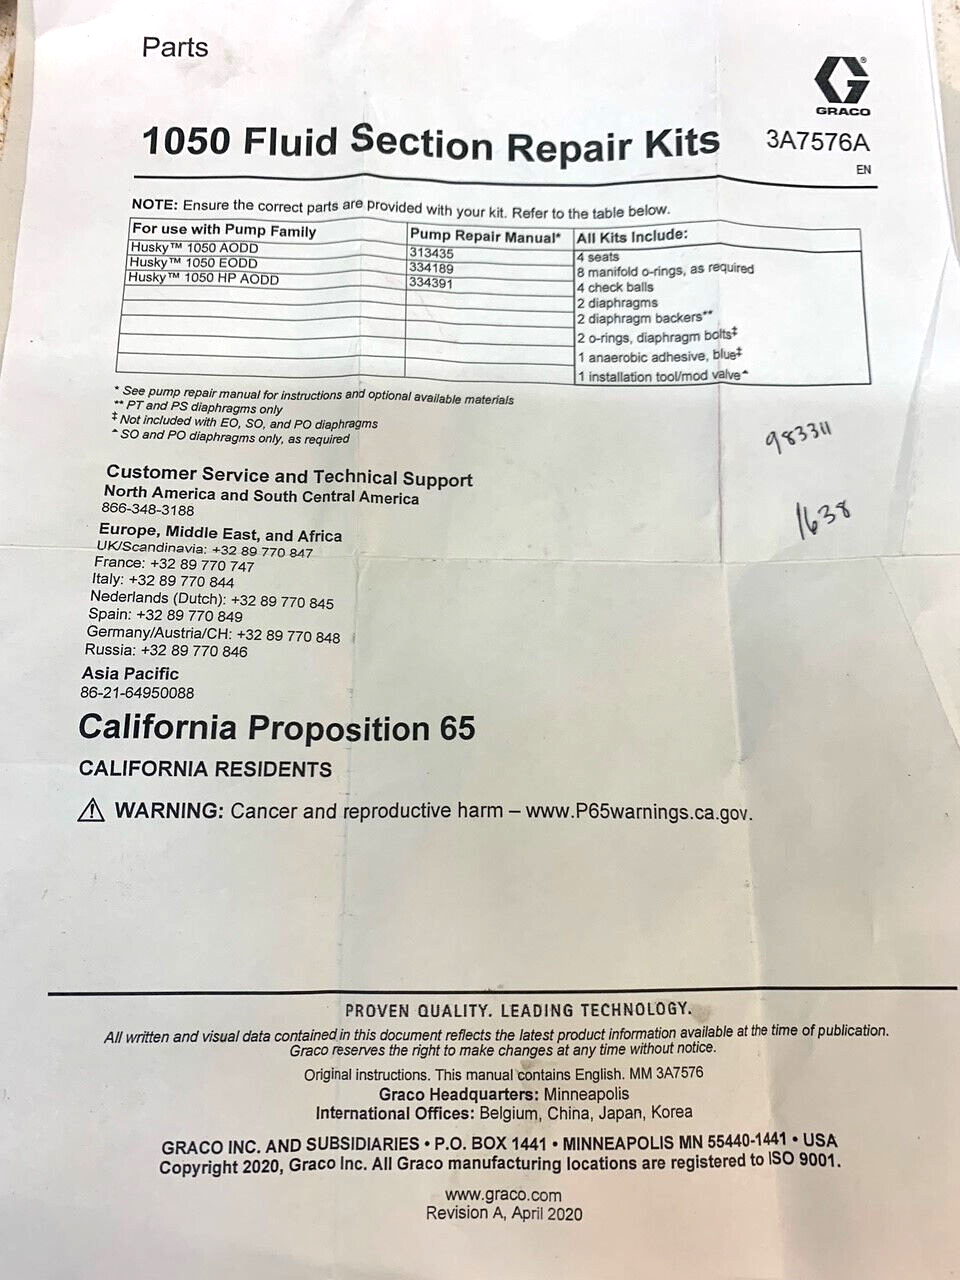 Parts
GRACO®
1050 Fluid Section Repair Kits
3A7576A
EN
NOTE: Ensure the correct parts are provided with your kit. Refer to the table below.
For use with Pump Family Pump Repair Manual* All Kits Include:
Husky™ 1050 AODD 313435 4 seats
Husky™ 1050 EODD 334189 8 manifold o-rings, as required
Husky™ 1050 HP AODD 334391 4 check balls
2 diaphragms
2 diaphragm backers**
2 o-rings, diaphragm bolts‡
1 anaerobic adhesive, blue‡
1 installation tool/mod valve^
* See pump repair manual for instructions and optional available materials
** PT and PS diaphragms only
‡ Not included with EO, SO, and PO diaphragms
^ SO and PO diaphragms only, as required
983311
1638
Customer Service and Technical Support
North America and South Central America
866-348-3188
Europe, Middle East, and Africa
UK/Scandinavia: +32 89 770 847
France: +32 89 770 747
Italy: +32 89 770 844
Nederlands (Dutch): +32 89 770 845
Spain: +32 89 770 849
Germany/Austria/CH: +32 89 770 848
Russia: +32 89 770 846
Asia Pacific
86-21-64950088
California Proposition 65
CALIFORNIA RESIDENTS
⚠ WARNING: Cancer and reproductive harm – www.P65warnings.ca.gov.
PROVEN QUALITY. LEADING TECHNOLOGY.
All written and visual data contained in this document reflects the latest product information available at the time of publication.
Graco reserves the right to make changes at any time without notice.
Original instructions. This manual contains English. MM 3A7576
Graco Headquarters: Minneapolis
International Offices: Belgium, China, Japan, Korea
GRACO INC. AND SUBSIDIARIES • P.O. BOX 1441 • MINNEAPOLIS MN 55440-1441 • USA
Copyright 2020, Graco Inc. All Graco manufacturing locations are registered to ISO 9001.
www.graco.com
Revision A, April 2020